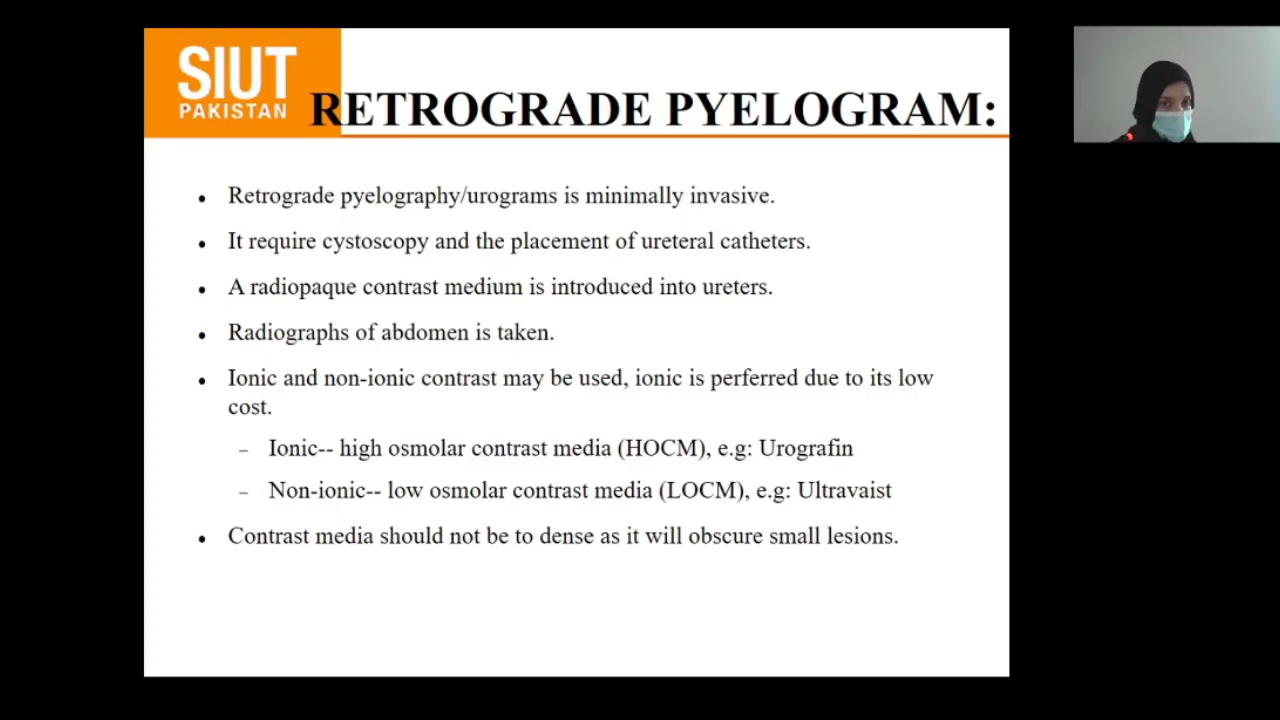 SIUT
PAKISTAN
RETROGRADE PYELOGRAM:
• Retrograde pyelography/urograms is minimally invasive.
• It require cystoscopy and the placement of ureteral catheters.
• A radiopaque contrast medium is introduced into ureters.
• Radiographs of abdomen is taken.
• Ionic and non-ionic contrast may be used, ionic is perferred due to its low
cost.
– Ionic-- high osmolar contrast media (HOCM), e.g: Urografin
– Non-ionic-- low osmolar contrast media (LOCM), e.g: Ultravaist
• Contrast media should not be to dense as it will obscure small lesions.